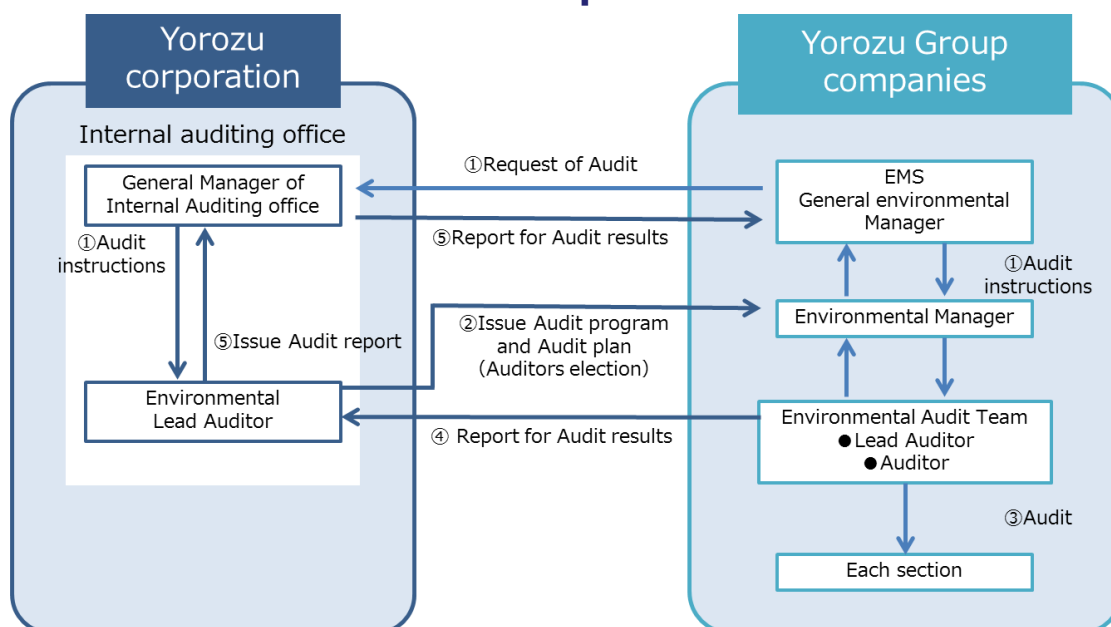 Yorozu
corporation
Yorozu Group
companies
Internal auditing office
General Manager of
Internal Auditing office
①Request of Audit
EMS
General environmental
Manager
⑤Report for Audit results
①Audit
instructions
①Audit
instructions
②Issue Audit program
and Audit plan
(Auditors election)
Environmental Manager
⑤Issue Audit report
Environmental
Lead Auditor
④ Report for Audit results
Environmental Audit Team
●Lead Auditor
●Auditor
③Audit
Each section